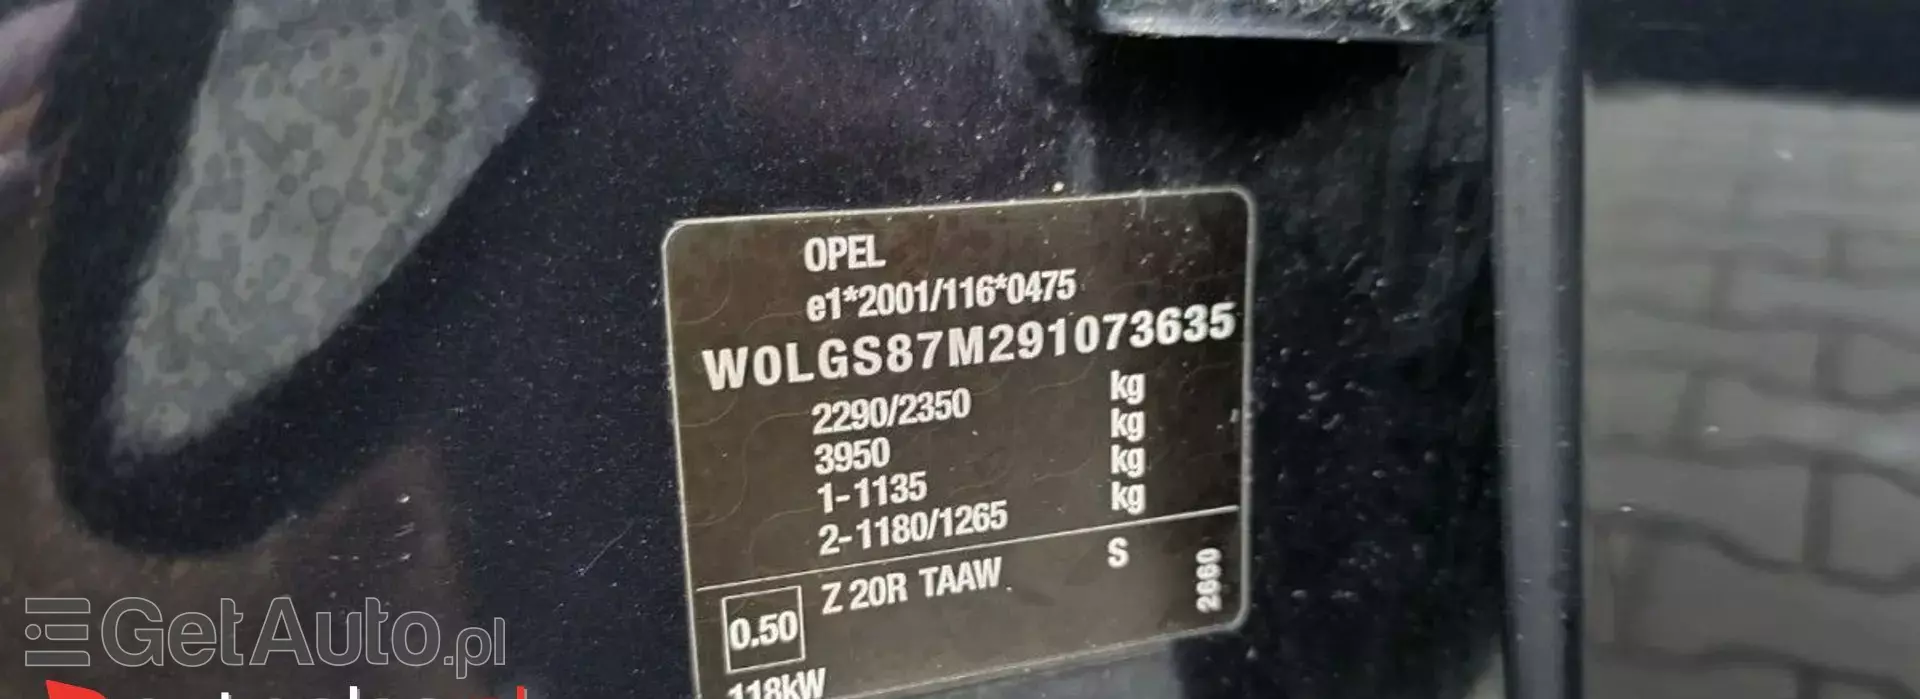 OPEL
e1*2001/116*0475
W0LGS87M291073635
2290/2350 kg
3950 kg
1-1135 kg
2-1180/1265 kg
0.50 Z 20R TAAW S 2660
118kW
GetAuto.pl